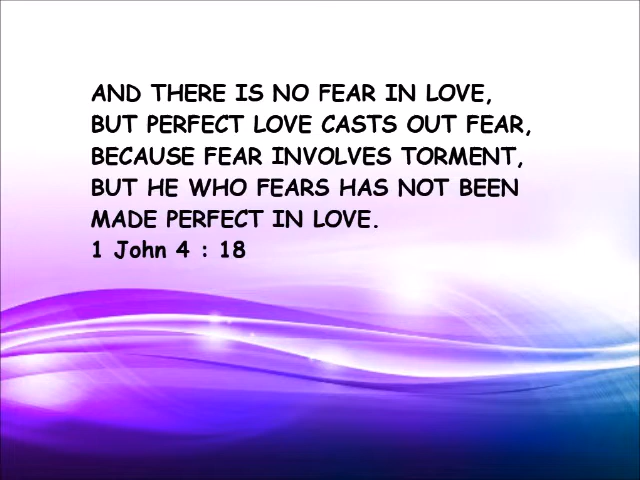 AND THERE IS NO FEAR IN LOVE,
BUT PERFECT LOVE CASTS OUT FEAR,
BECAUSE FEAR INVOLVES TORMENT,
BUT HE WHO FEARS HAS NOT BEEN
MADE PERFECT IN LOVE.
1 John 4 : 18